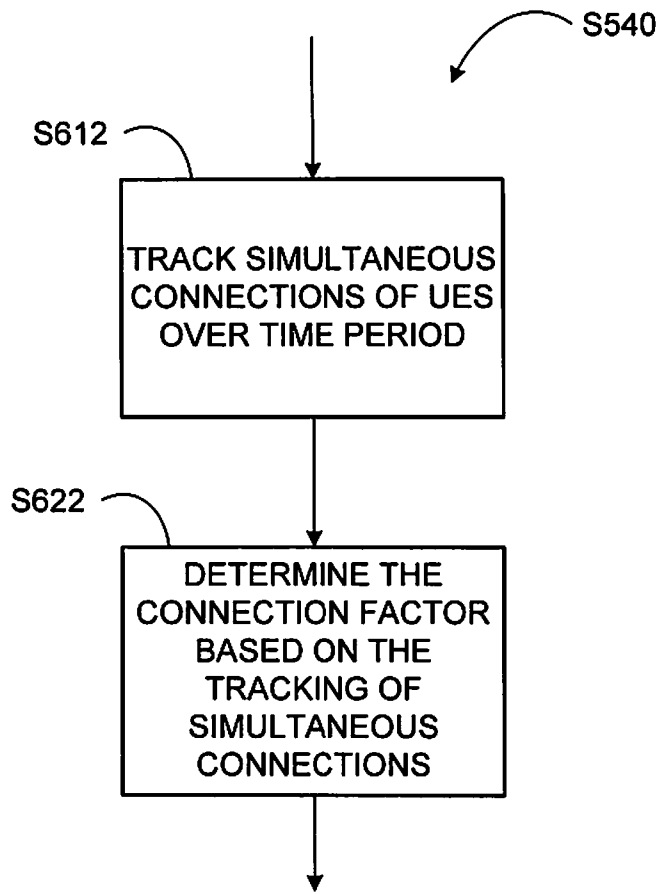 S540
S612
TRACK SIMULTANEOUS
CONNECTIONS OF UES
OVER TIME PERIOD
S622
DETERMINE THE
CONNECTION FACTOR
BASED ON THE
TRACKING OF
SIMULTANEOUS
CONNECTIONS